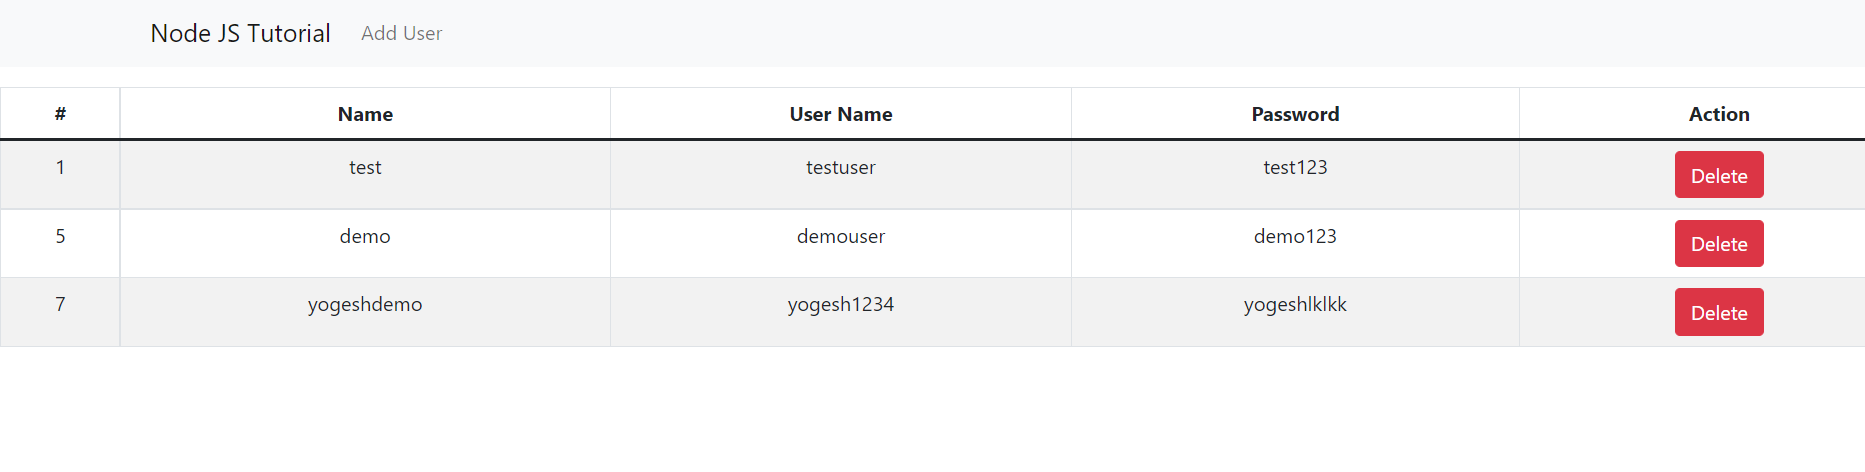 Node JS Tutorial Add User
# Name User Name Password Action
1 test testuser test123 Delete
5 demo demouser demo123 Delete
7 yogeshdemo yogesh1234 yogeshlklkk Delete